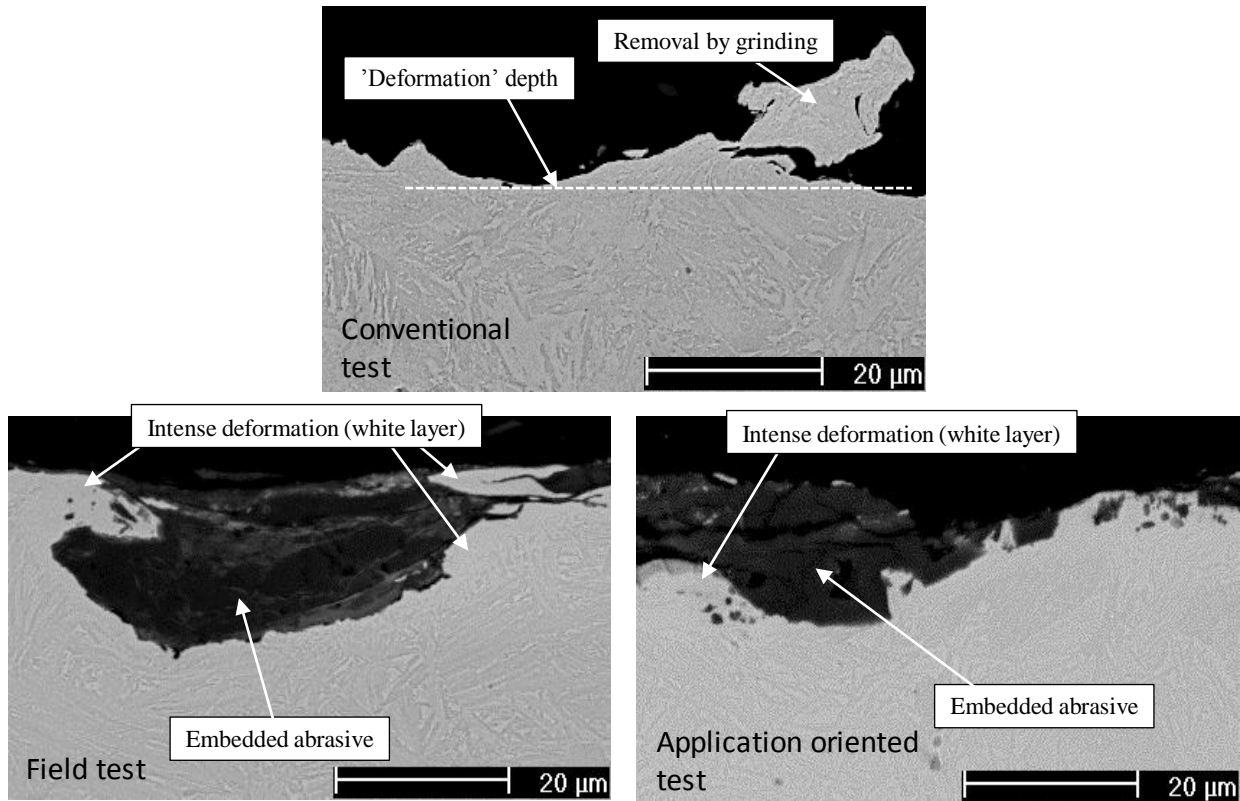 Removal by grinding
’Deformation’ depth
Conventional
test
20 µm
Intense deformation (white layer)
Embedded abrasive
Field test
20 µm
Intense deformation (white layer)
Embedded abrasive
Application oriented
test
20 µm